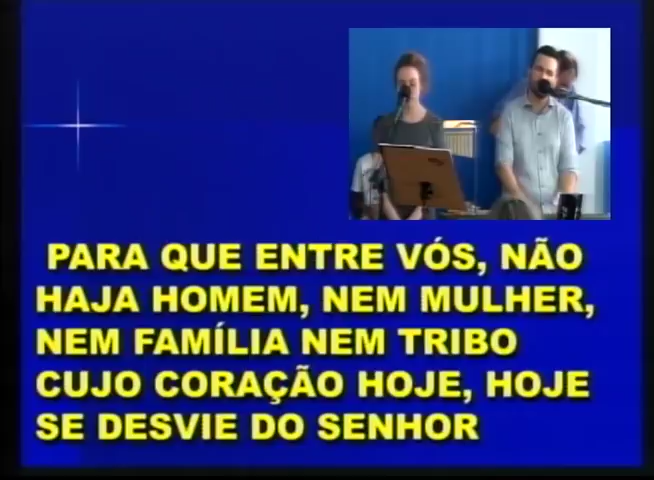 PARA QUE ENTRE VÓS, NÃO
HAJA HOMEM, NEM MULHER,
NEM FAMÍLIA NEM TRIBO
CUJO CORAÇÃO HOJE, HOJE
SE DESVIE DO SENHOR